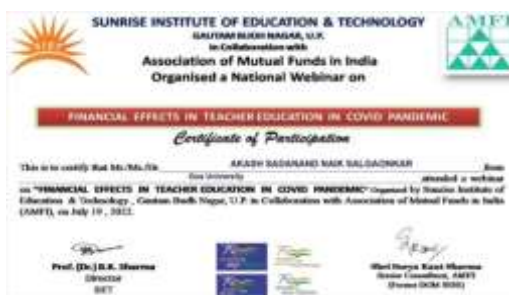 SUNRISE INSTITUTE OF EDUCATION & TECHNOLOGY
GAUTAM BUDH NAGAR, U.P.
in Collaboration with
Association of Mutual Funds in India
Organised a National Webinar on
AMFI
FINANCIAL EFFECTS IN TEACHER EDUCATION IN COVID PANDEMIC
Certificate of Participation
This is to certify that Mr./Ms./Dr. AKASH SADANAND NAIK SALGAONKAR from
Goa University attended a webinar
on "FINANCIAL EFFECTS IN TEACHER EDUCATION IN COVID PANDEMIC" Organised by Sunrise Institute of
Education & Technology, Gautam Budh Nagar, U.P. in Collaboration with Association of Mutual Funds in India
(AMFI), on July 19, 2022.
Prof. (Dr.) B.K. Sharma
Director
SIET
Shri Surya Kant Sharma
Senior Consultant, AMFI